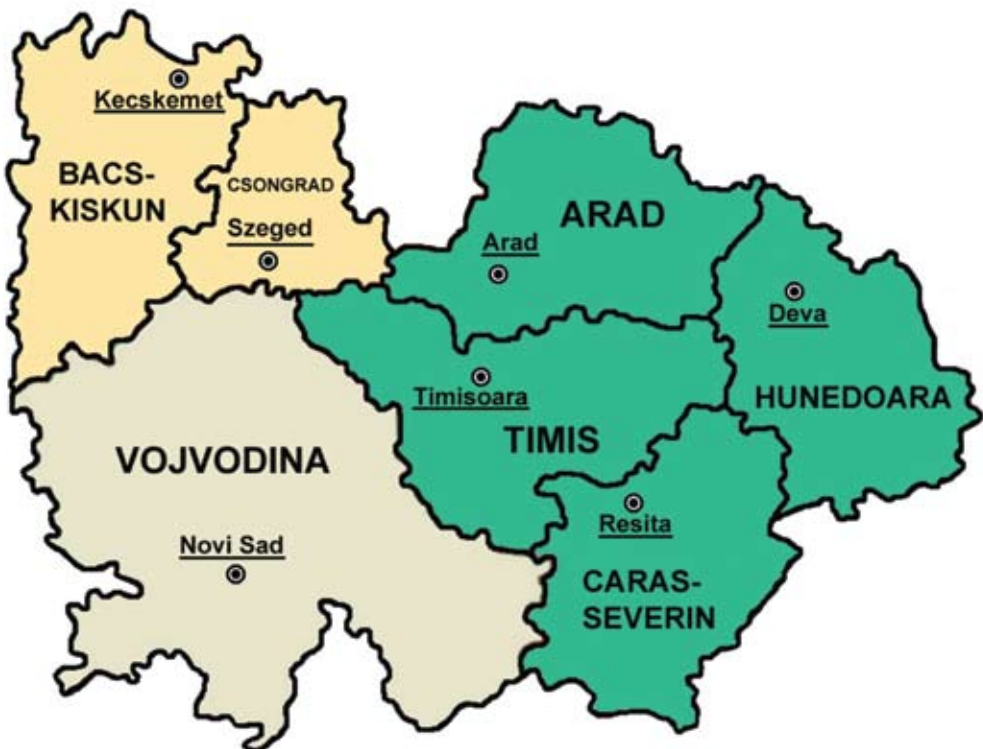 Kecskemet
BACS-
KISKUN
CSONGRAD
Szeged
ARAD
Arad
Deva
HUNEDOARA
Timisoara
TIMIS
VOJVODINA
Resita
Novi Sad
CARAS-
SEVERIN